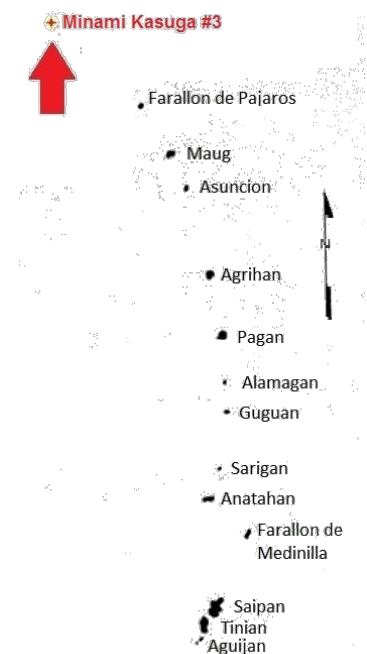 Minami Kasuga #3
Farallon de Pajaros
Maug
Asuncion
N
Agrihan
Pagan
Alamagan
Guguan
Sarigan
Anatahan
Farallon de
Medinilla
Saipan
Tinian
Aguijan